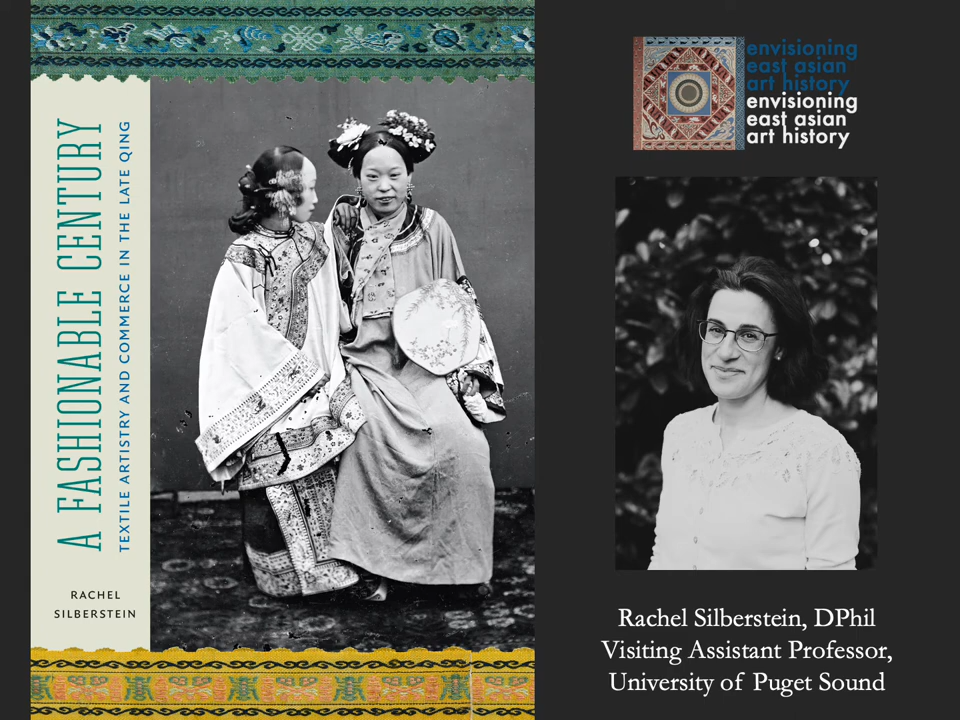 A FASHIONABLE CENTURY
TEXTILE ARTISTRY AND COMMERCE IN THE LATE QING
RACHEL
SILBERSTEIN
envisioning
east asian
art history
envisioning
east asian
art history
Rachel Silberstein, DPhil
Visiting Assistant Professor,
University of Puget Sound